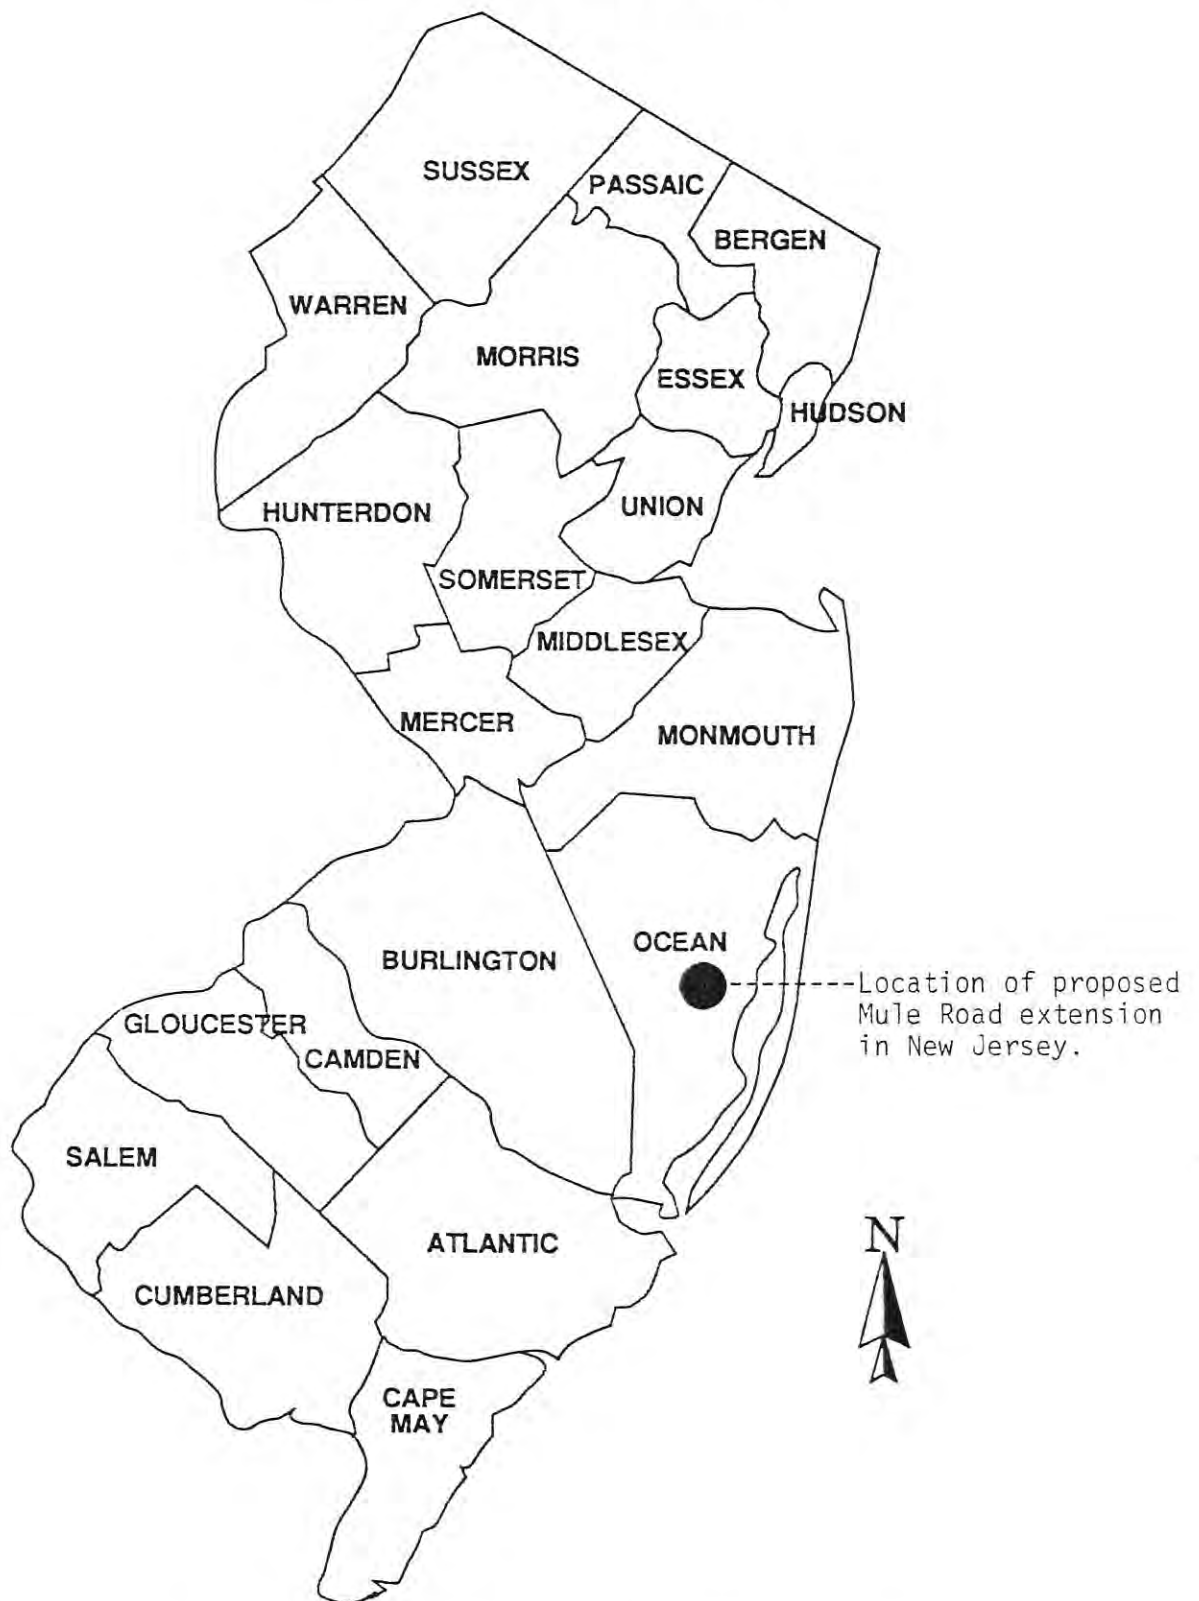 SUSSEX
PASSAIC
BERGEN
WARREN
MORRIS
ESSEX
HUDSON
HUNTERDON
UNION
SOMERSET
MIDDLESEX
MERCER
MONMOUTH
OCEAN
BURLINGTON
Location of proposed
Mule Road extension
in New Jersey.
GLOUCESTER
CAMDEN
SALEM
ATLANTIC
N
CUMBERLAND
CAPE
MAY